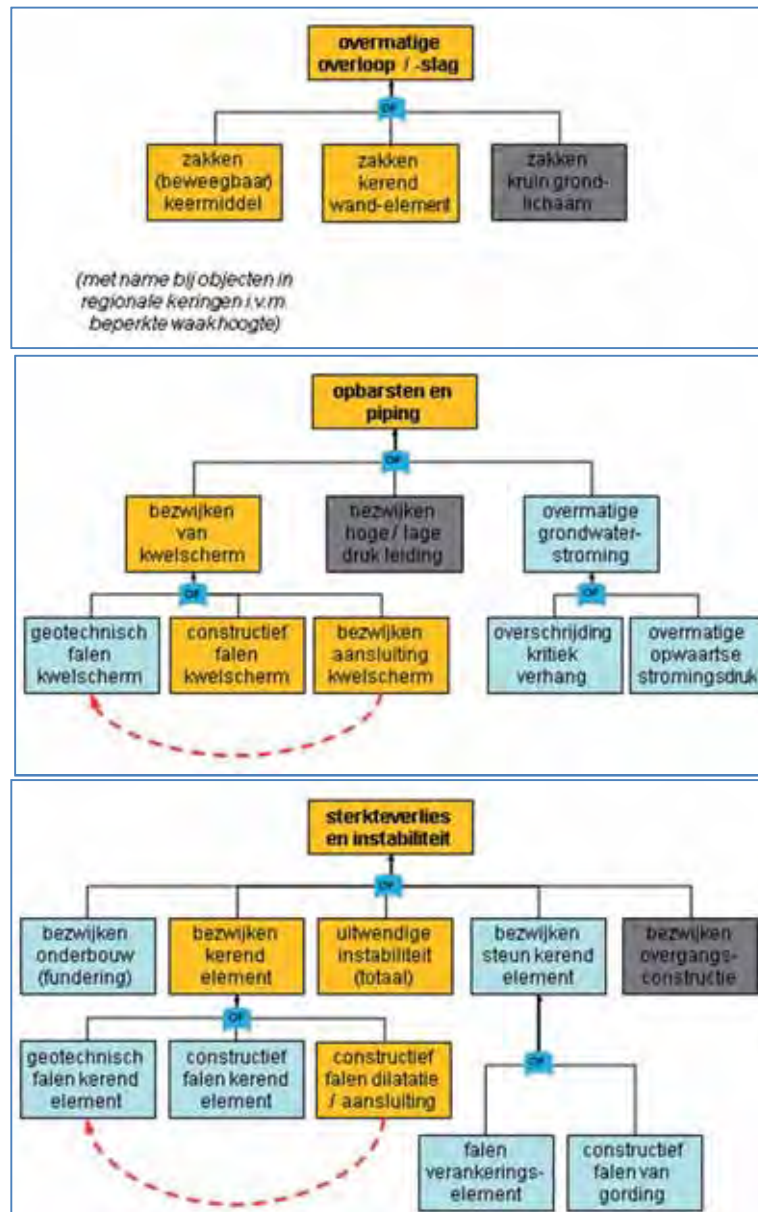 overmatige
overloop / -slag
OF
zakken
(beweegbaar)
keermiddel
zakken
kerend
wand-element
zakken
kruin grond-
lichaam
(met name bij objecten in
regionale keringen i.v.m.
beperkte waakhoogte)
opbarsten en
piping
OF
bezwijken
van
kwelscherm
bezwijken
hoge / lage
druk leiding
overmatige
grondwater-
stroming
OF
OF
geotechnisch
falen
kwelscherm
constructief
falen
kwelscherm
bezwijken
aansluiting
kwelscherm
overschrijding
kritiek
verhang
overmatige
opwaartse
stromingsdruk
sterkteverlies
en instabiliteit
OF
bezwijken
onderbouw
(fundering)
bezwijken
kerend
element
uitwendige
instabiliteit
(totaal)
bezwijken
steun kerend
element
bezwijken
overgangs-
constructie
OF
geotechnisch
falen kerend
element
constructief
falen kerend
element
constructief
falen dilatatie
/ aansluiting
OF
falen
verankerings-
element
constructief
falen van
gording